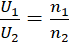 U₁/U₂ = n₁/n₂